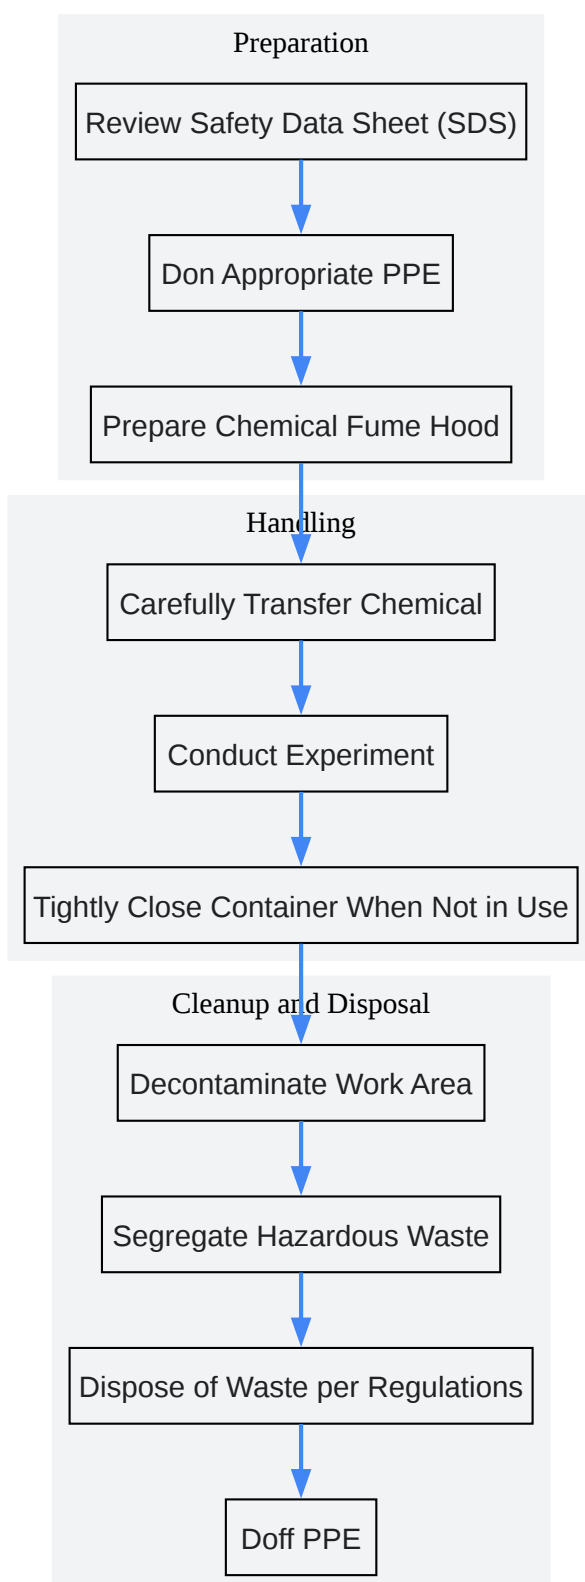 Preparation
Review Safety Data Sheet (SDS)
Don Appropriate PPE
Prepare Chemical Fume Hood
Handling
Carefully Transfer Chemical
Conduct Experiment
Tightly Close Container When Not in Use
Cleanup and Disposal
Decontaminate Work Area
Segregate Hazardous Waste
Dispose of Waste per Regulations
Doff PPE